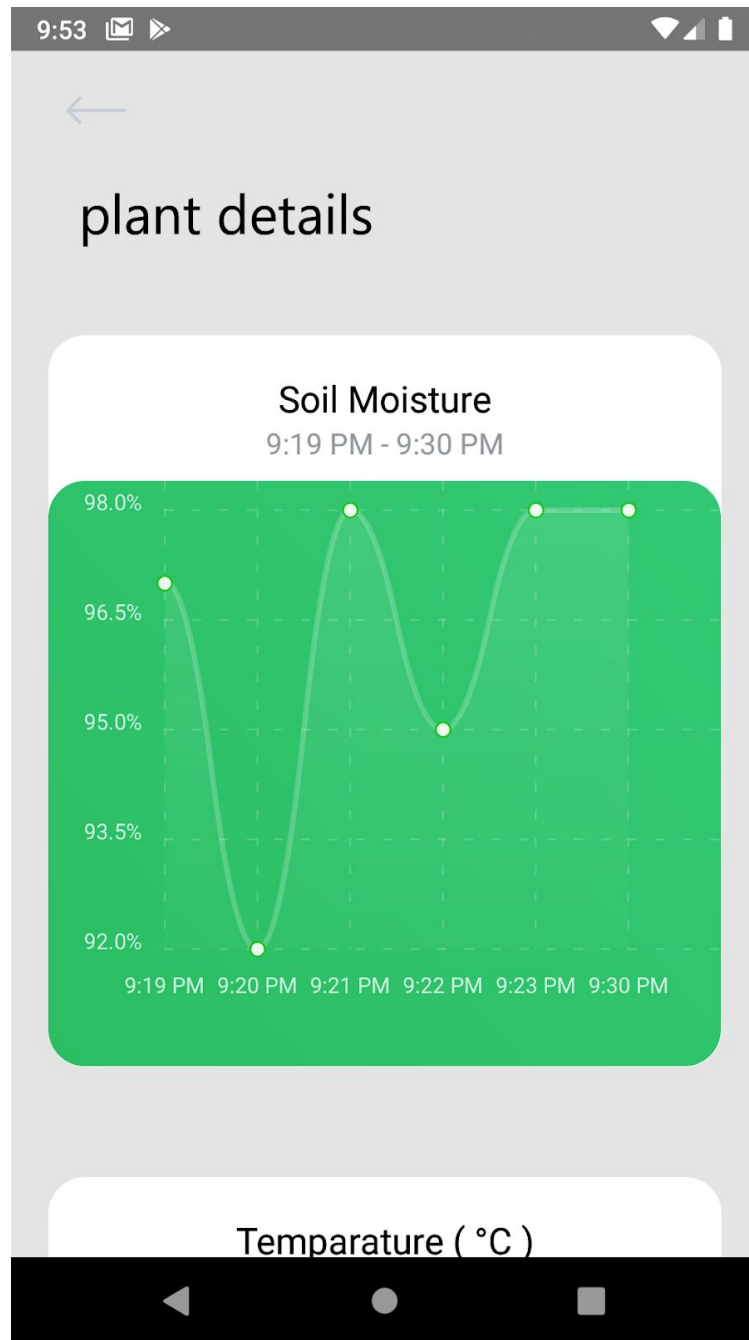 9:53
plant details
Soil Moisture
9:19 PM - 9:30 PM
98.0%
96.5%
95.0%
93.5%
92.0%
9:19 PM 9:20 PM 9:21 PM 9:22 PM 9:23 PM 9:30 PM
Temparature ( °C )